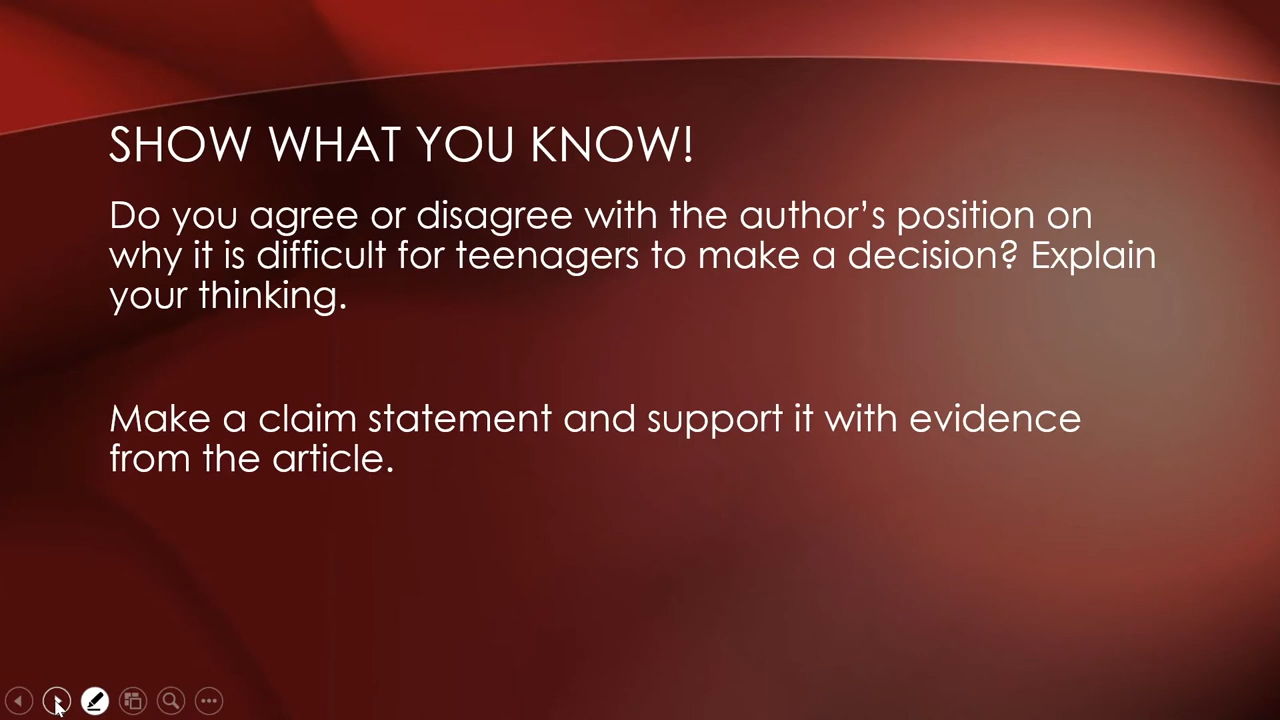 SHOW WHAT YOU KNOW!
Do you agree or disagree with the author’s position on
why it is difficult for teenagers to make a decision? Explain
your thinking.
Make a claim statement and support it with evidence
from the article.